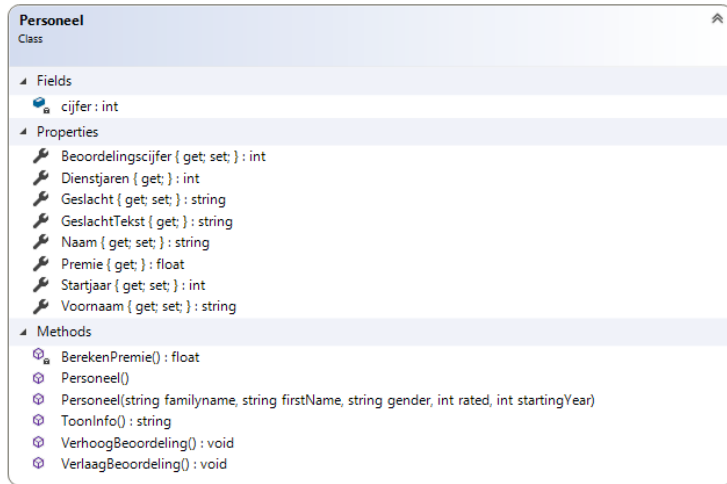 Personeel
Class
Fields
cijfer : int
Properties
Beoordelingscijfer { get; set; } : int
Dienstjaren { get; } : int
Geslacht { get; set; } : string
GeslachtTekst { get; } : string
Naam { get; set; } : string
Premie { get; } : float
Startjaar { get; set; } : int
Voornaam { get; set; } : string
Methods
BerekenPremie() : float
Personeel()
Personeel(string familyname, string firstName, string gender, int rated, int startingYear)
ToonInfo() : string
VerhoogBeoordeling() : void
VerlaagBeoordeling() : void